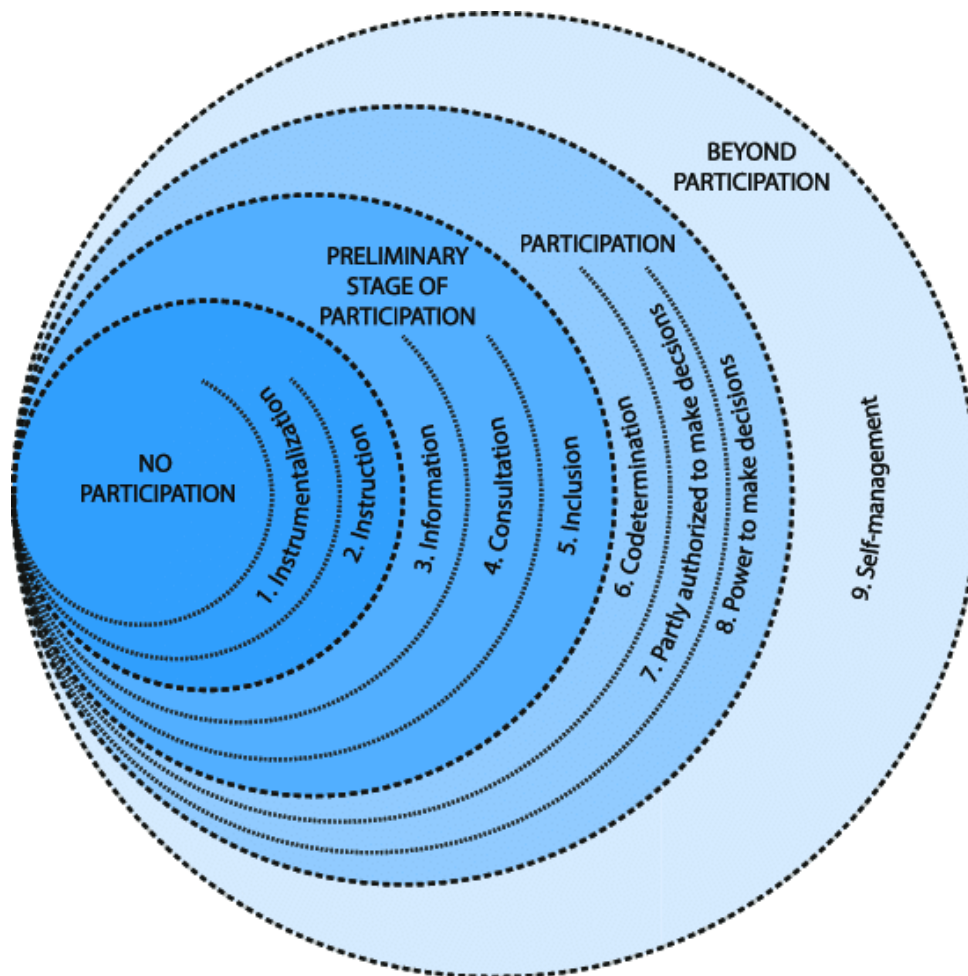 BEYOND
PARTICIPATION
PARTICIPATION
PRELIMINARY
STAGE OF
PARTICIPATION
NO
PARTICIPATION
1. Instrumentalization
2. Instruction
3. Information
4. Consultation
5. Inclusion
6. Codetermination
7. Partly authorized to make decisions
8. Power to make decisions
9. Self-management